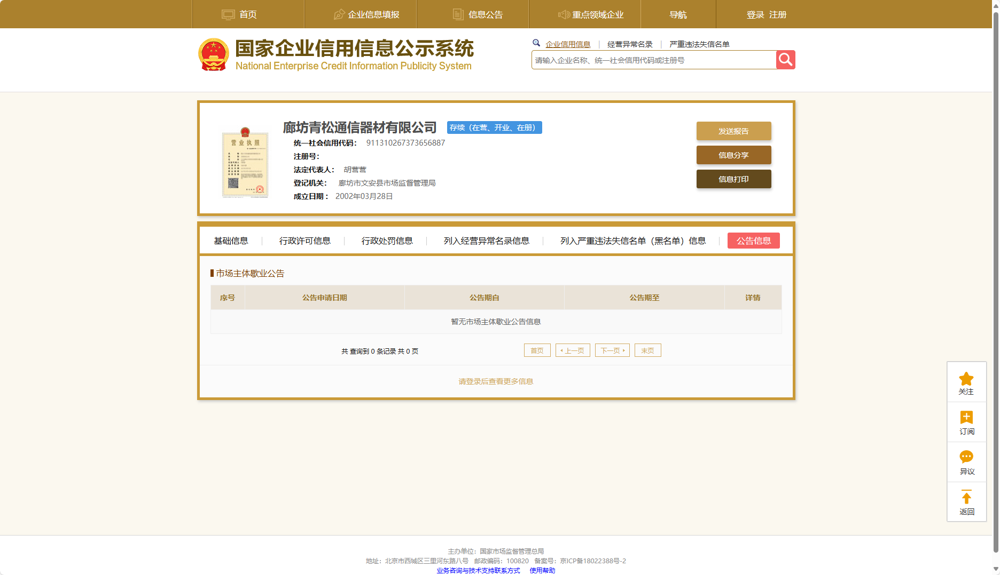 首页 企业信息填报 信息公告 重点领域企业 导航 登录 注册
国家企业信用信息公示系统
National Enterprise Credit Information Publicity System
企业信用信息 | 经营异常名录 | 严重违法失信名单
请输入企业名称、统一社会信用代码或注册号
营业执照
廊坊青松通信器材有限公司 存续（在营、开业、在册）
统一社会信用代码： 911310267373656887
注册号：
法定代表人： 胡营营
登记机关： 廊坊市文安县市场监督管理局
成立日期： 2002年03月28日
发送报告
信息分享
信息打印
基础信息 行政许可信息 行政处罚信息 列入经营异常名录信息 列入严重违法失信名单（黑名单）信息 公告信息
市场主体歇业公告
序号 公告申请日期 公告期自 公告期至 详情
暂无市场主体歇业公告信息
共 查询到 0 条记录 共 0 页 首页 上一页 下一页 末页
请登录后查看更多信息
关注
订阅
异议
返回
主办单位：国家市场监督管理总局
地址：北京市西城区三里河东路八号 邮政编码：100820 备案号：京ICP备18022388号-2
业务咨询与技术支持联系方式 使用帮助